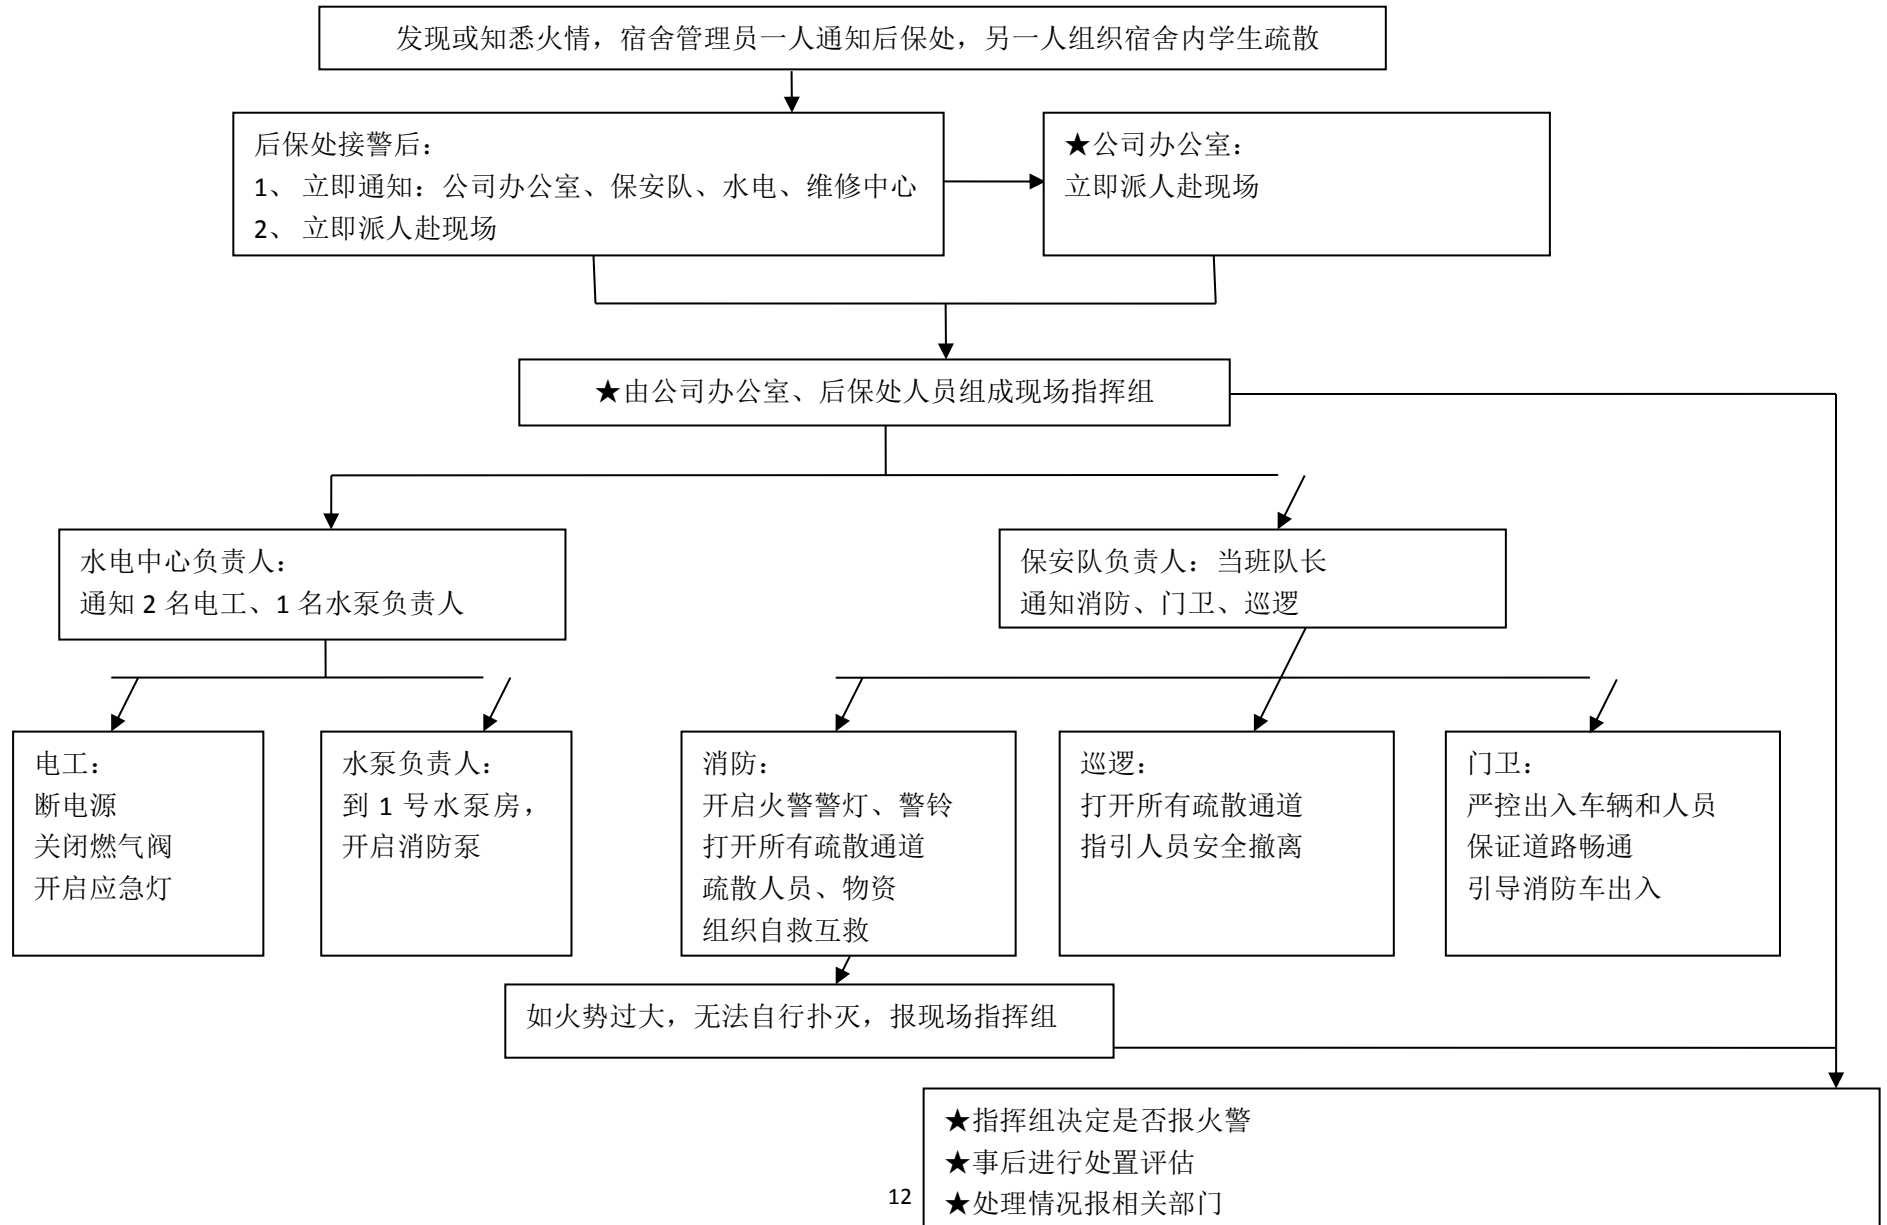 发现或知悉火情，宿舍管理员一人通知后保处，另一人组织宿舍内学生疏散
后保处接警后：
1、 立即通知：公司办公室、保安队、水电、维修中心
2、 立即派人赴现场
★公司办公室：
立即派人赴现场
★由公司办公室、后保处人员组成现场指挥组
水电中心负责人：
通知 2 名电工、1 名水泵负责人
保安队负责人：当班队长
通知消防、门卫、巡逻
电工：
断电源
关闭燃气阀
开启应急灯
水泵负责人：
到 1 号水泵房，
开启消防泵
消防：
开启火警警灯、警铃
打开所有疏散通道
疏散人员、物资
组织自救互救
巡逻：
打开所有疏散通道
指引人员安全撤离
门卫：
严控出入车辆和人员
保证道路畅通
引导消防车出入
如火势过大，无法自行扑灭，报现场指挥组
★指挥组决定是否报火警
★事后进行处置评估
★处理情况报相关部门
12